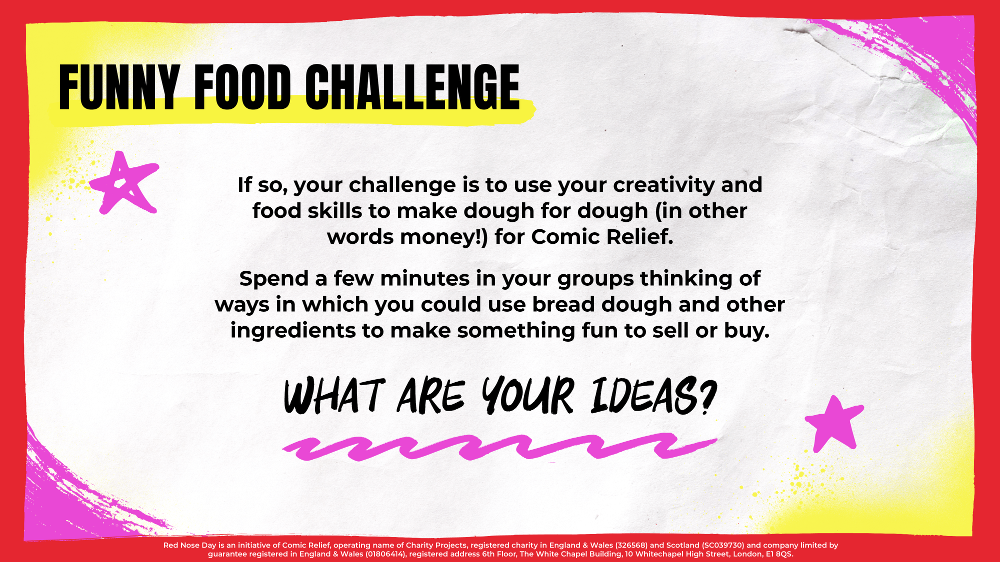 FUNNY FOOD CHALLENGE
If so, your challenge is to use your creativity and
food skills to make dough for dough (in other
words money!) for Comic Relief.
Spend a few minutes in your groups thinking of
ways in which you could use bread dough and other
ingredients to make something fun to sell or buy.
WHAT ARE YOUR IDEAS?
Red Nose Day is an initiative of Comic Relief, operating name of Charity Projects, registered charity in England & Wales (326568) and Scotland (SC039730) and company limited by
guarantee registered in England & Wales (01806414), registered address 6th Floor, The White Chapel Building, 10 Whitechapel High Street, London, E1 8QS.